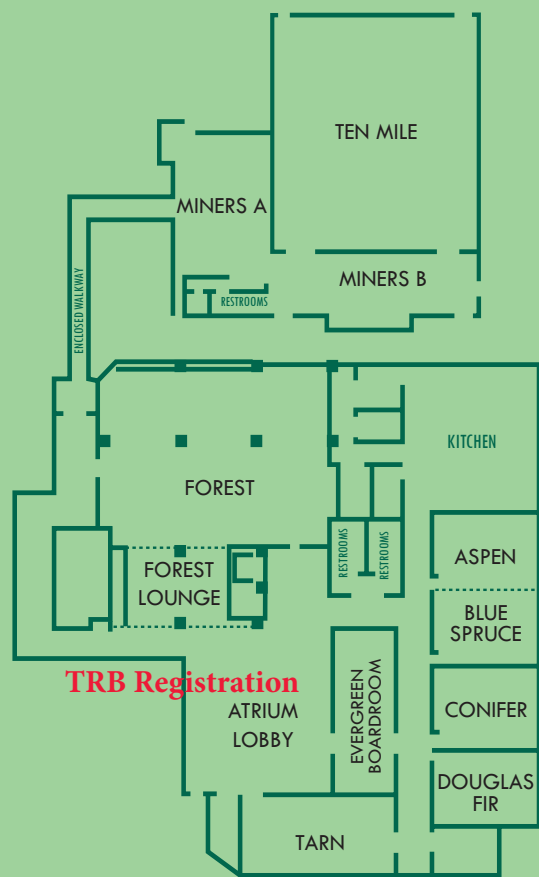 TEN MILE
MINERS A
MINERS B
RESTROOMS
ENCLOSED WALKWAY
KITCHEN
FOREST
RESTROOMS
RESTROOMS
ASPEN
FOREST
LOUNGE
BLUE
SPRUCE
TRB Registration
ATRIUM
LOBBY
EVERGREEN
BOARDROOM
CONIFER
DOUGLAS
FIR
TARN